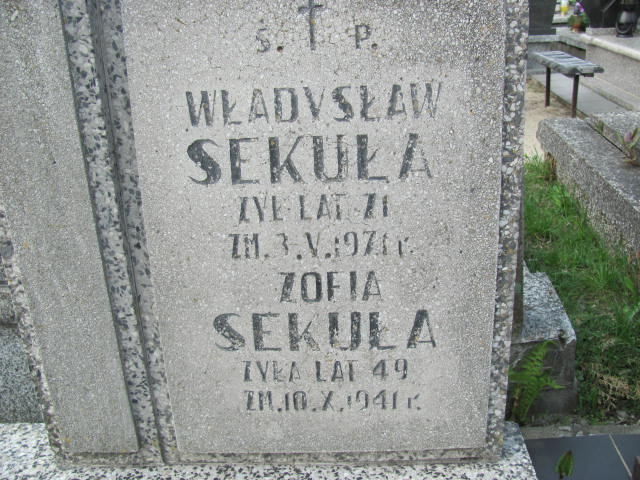 Ś. † P.
WŁADYSŁAW
SEKUŁA
ŻYŁ LAT 71
ZM. 3.V.1971 r.
ZOFIA
SEKUŁA
ŻYŁA LAT 49
ZM. 10.X.1941 r.